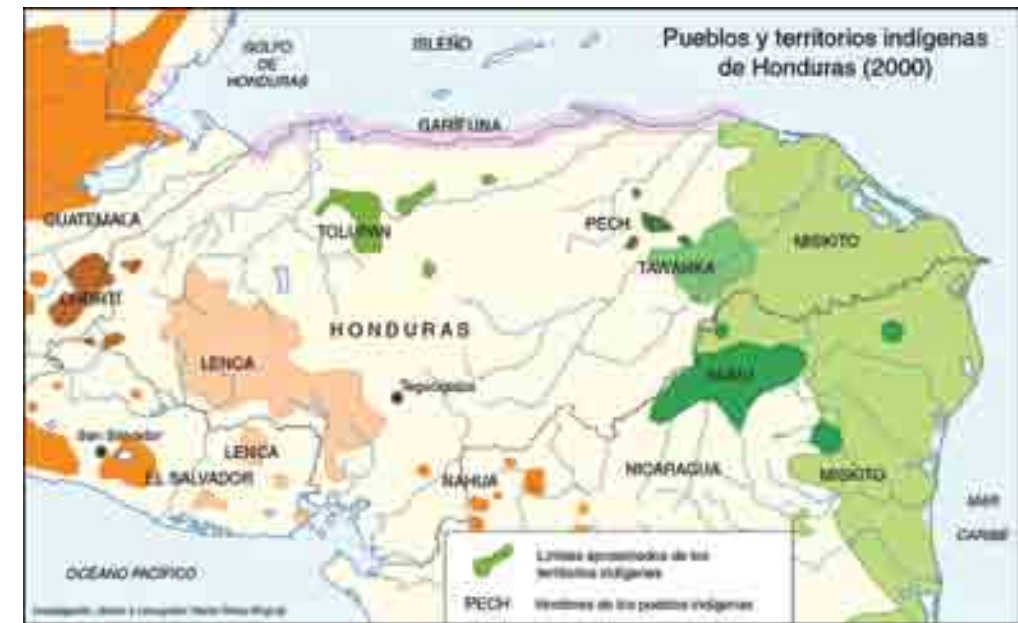 Pueblos y territorios indígenas
de Honduras (2000)
GOLFO
DE
HONDURAS
ISLEÑO
GARÍFUNA
GUATEMALA
TOLUPAN
PECH
MISKITO
TAWAHKA
CHORTÍ
HONDURAS
LENCA
Tegucigalpa
San Salvador
LENCA
EL SALVADOR
NAHUA
NICARAGUA
MISKITO
MAR
CARIBE
OCÉANO PACÍFICO
Límites aproximados de los
territorios indígenas
PECH
Nombres de los pueblos indígenas